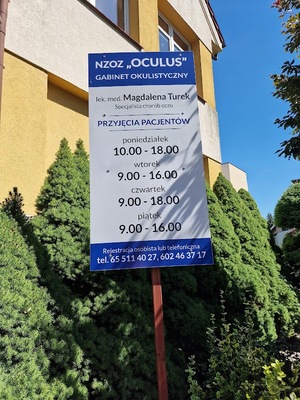 NZOZ „OCULUS"
GABINET OKULISTYCZNY
lek. med. Magdalena Turek
Specjalista chorób oczu
PRZYJĘCIA PACJENTÓW
poniedziałek
10.00 - 18.00
wtorek
9.00 - 16.00
czwartek
9.00 - 18.00
piątek
9.00 - 16.00
Rejestracja osobista lub telefoniczna
tel. 65 511 40 27, 602 46 37 17